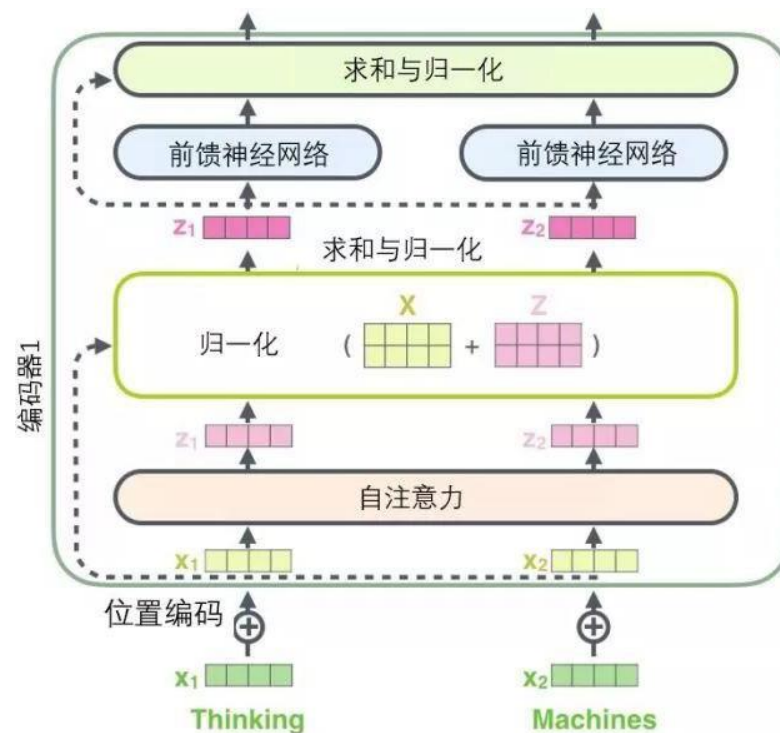 求和与归一化
前馈神经网络 前馈神经网络
z₁ z₂
求和与归一化
X Z
归一化 ( + )
编码器1
z₁ z₂
自注意力
x₁ x₂
位置编码
x₁ x₂
Thinking Machines